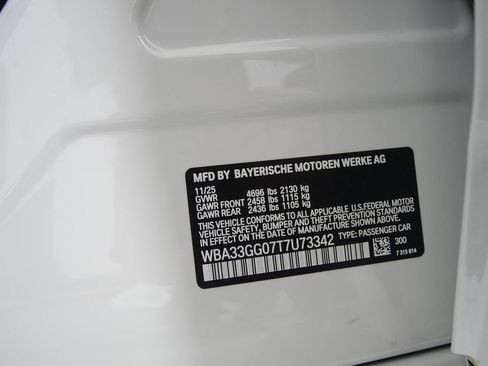 MFD BY BAYERISCHE MOTOREN WERKE AG
11/25
GVWR 4696 lbs 2130 kg
GAWR FRONT 2458 lbs 1115 kg
GAWR REAR 2436 lbs 1105 kg
THIS VEHICLE CONFORMS TO ALL APPLICABLE U.S.FEDERAL MOTOR
VEHICLE SAFETY, BUMPER AND THEFT PREVENTION STANDARDS
IN EFFECT ON THE DATE OF MANUFACTURE SHOWN ABOVE.
WBA33GG07T7U73342 TYPE: PASSENGER CAR
300
7 315 614